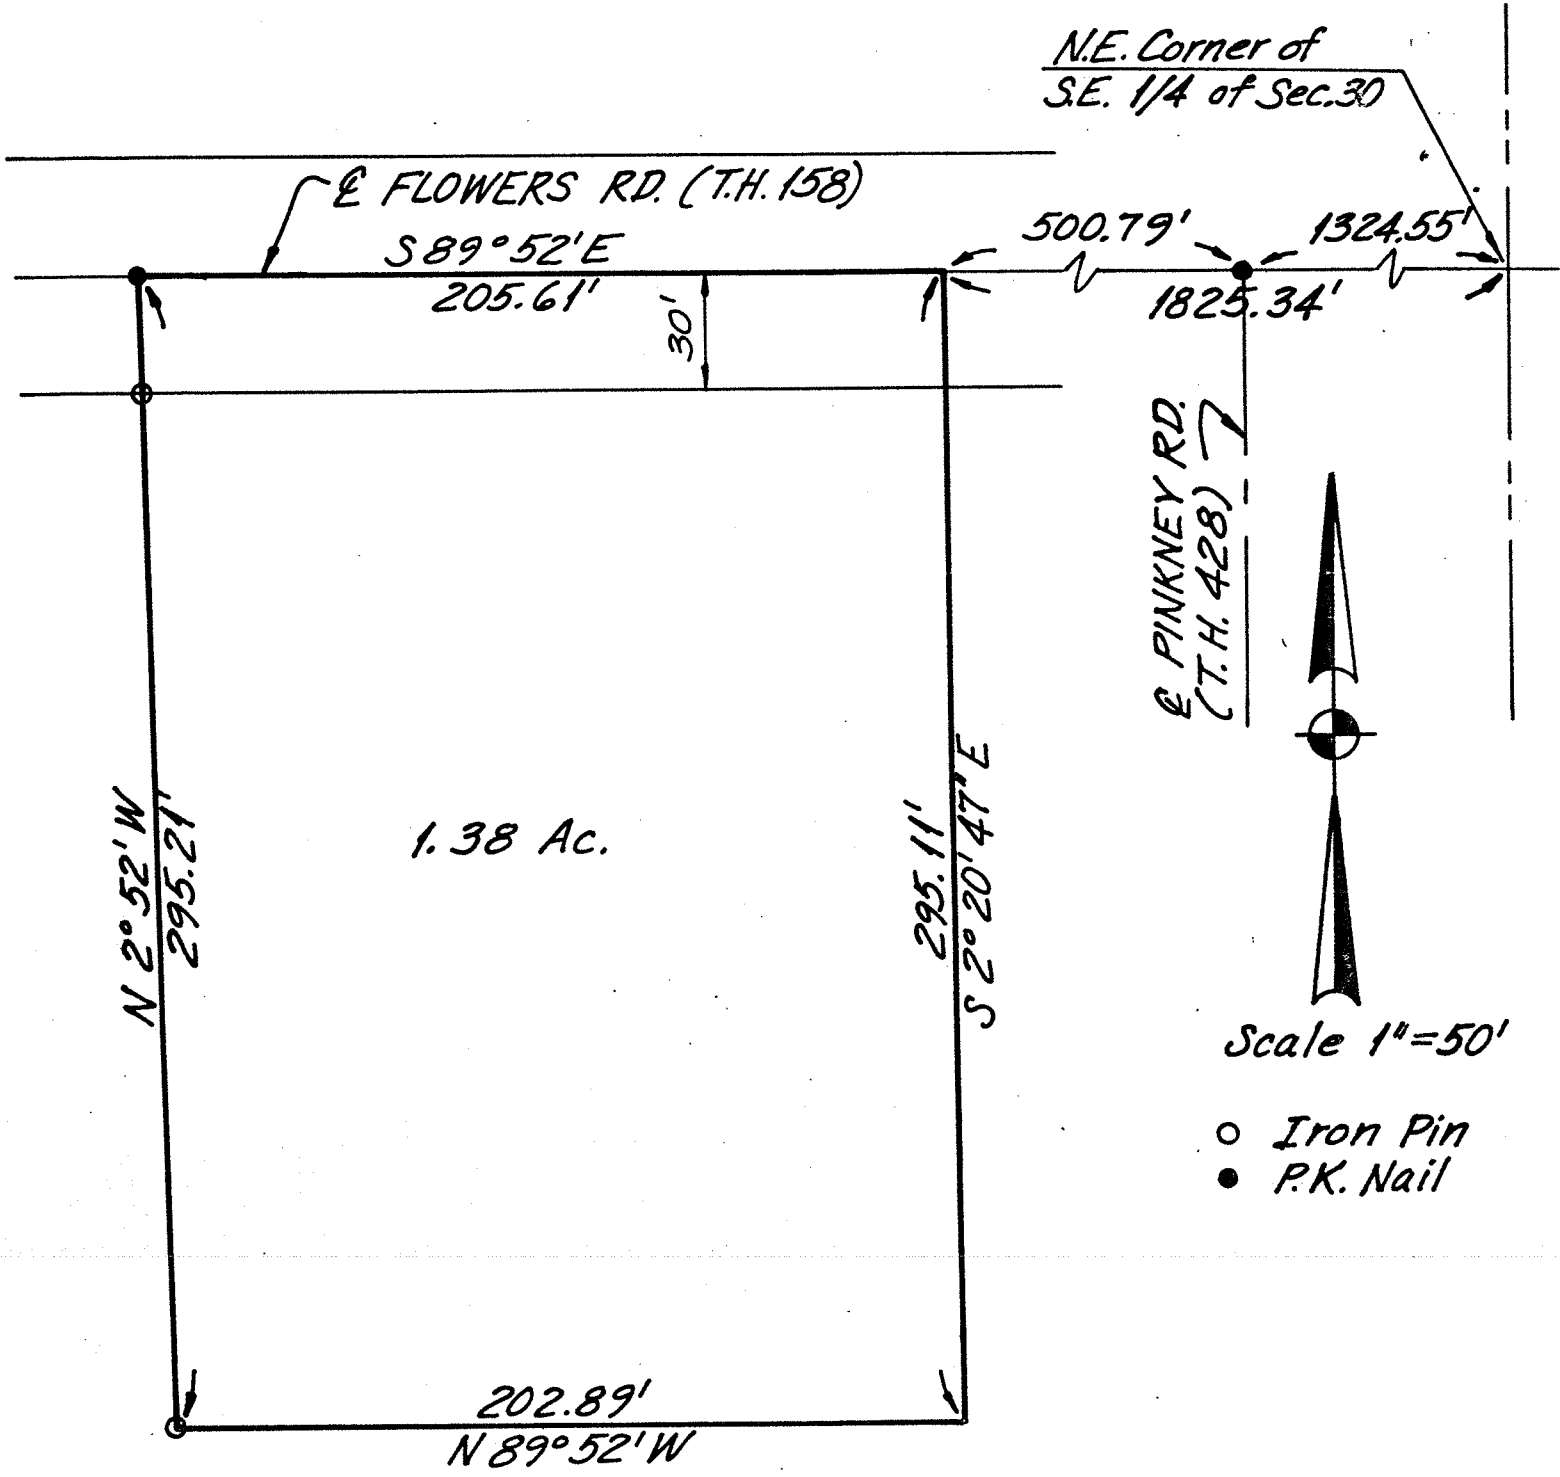 N.E. Corner of
S.E. 1/4 of Sec.30
℄ FLOWERS RD. (T.H. 158)
S 89° 52' E
205.61'
30'
500.79'
1324.55'
1825.34'
℄ PINKNEY RD.
(T.H. 428)
N 2° 52' W
295.21'
1.38 Ac.
295.11'
S 2° 20' 47" E
Scale 1"=50'
Iron Pin
P.K. Nail
202.89'
N 89° 52' W